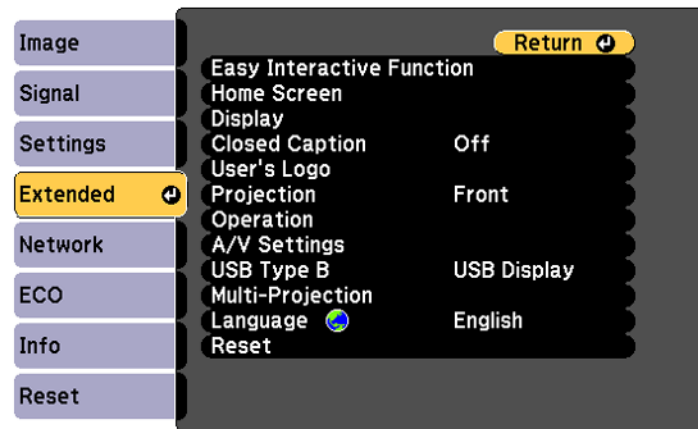 Image
Signal
Settings
Extended
Network
ECO
Info
Reset
Return
Easy Interactive Function
Home Screen
Display
Closed Caption Off
User's Logo
Projection Front
Operation
A/V Settings
USB Type B USB Display
Multi-Projection
Language English
Reset